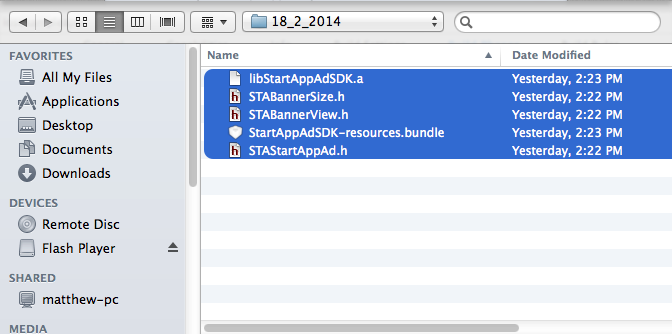 18_2_2014
FAVORITES
All My Files
Applications
Desktop
Documents
Downloads
DEVICES
Remote Disc
Flash Player
SHARED
matthew-pc
MEDIA
Name Date Modified
libStartAppAdSDK.a Yesterday, 2:23 PM
h STABannerSize.h Yesterday, 2:22 PM
h STABannerView.h Yesterday, 2:22 PM
StartAppAdSDK-resources.bundle Yesterday, 2:23 PM
h STAStartAppAd.h Yesterday, 2:22 PM